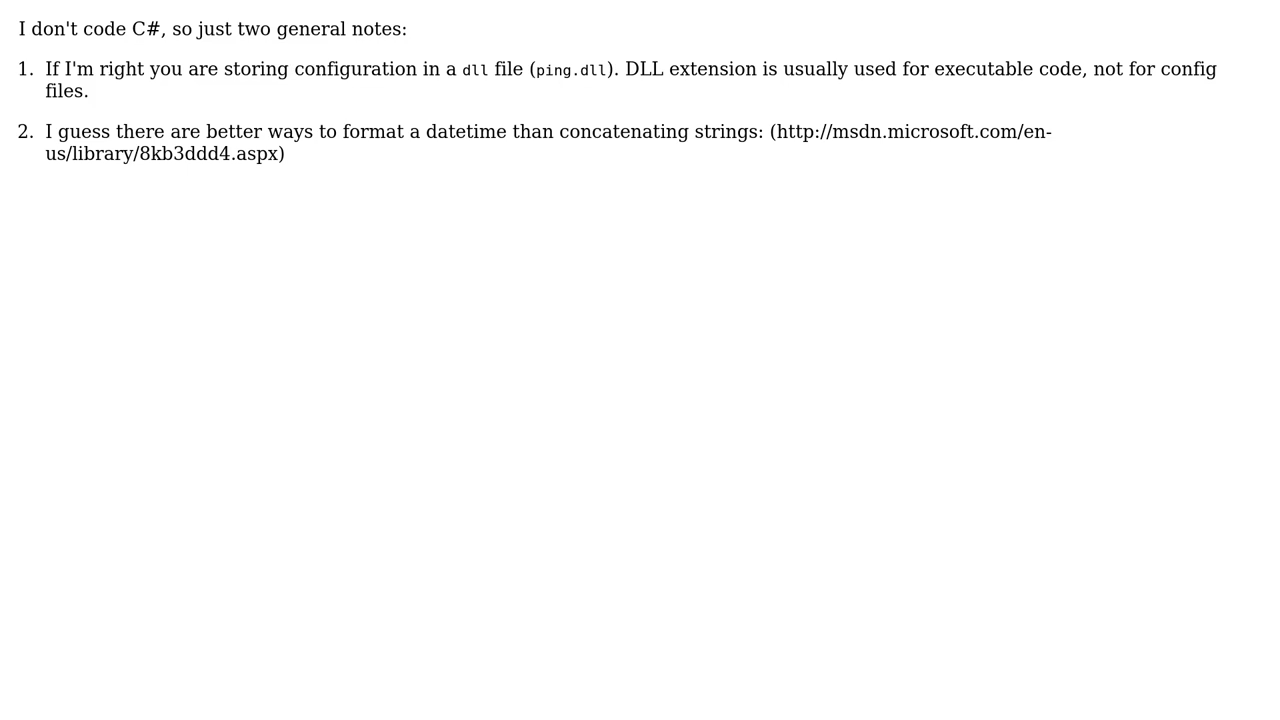 I don't code C#, so just two general notes:
1. If I'm right you are storing configuration in a dll file (ping.dll). DLL extension is usually used for executable code, not for config
files.
2. I guess there are better ways to format a datetime than concatenating strings: (http://msdn.microsoft.com/en-
us/library/8kb3ddd4.aspx)